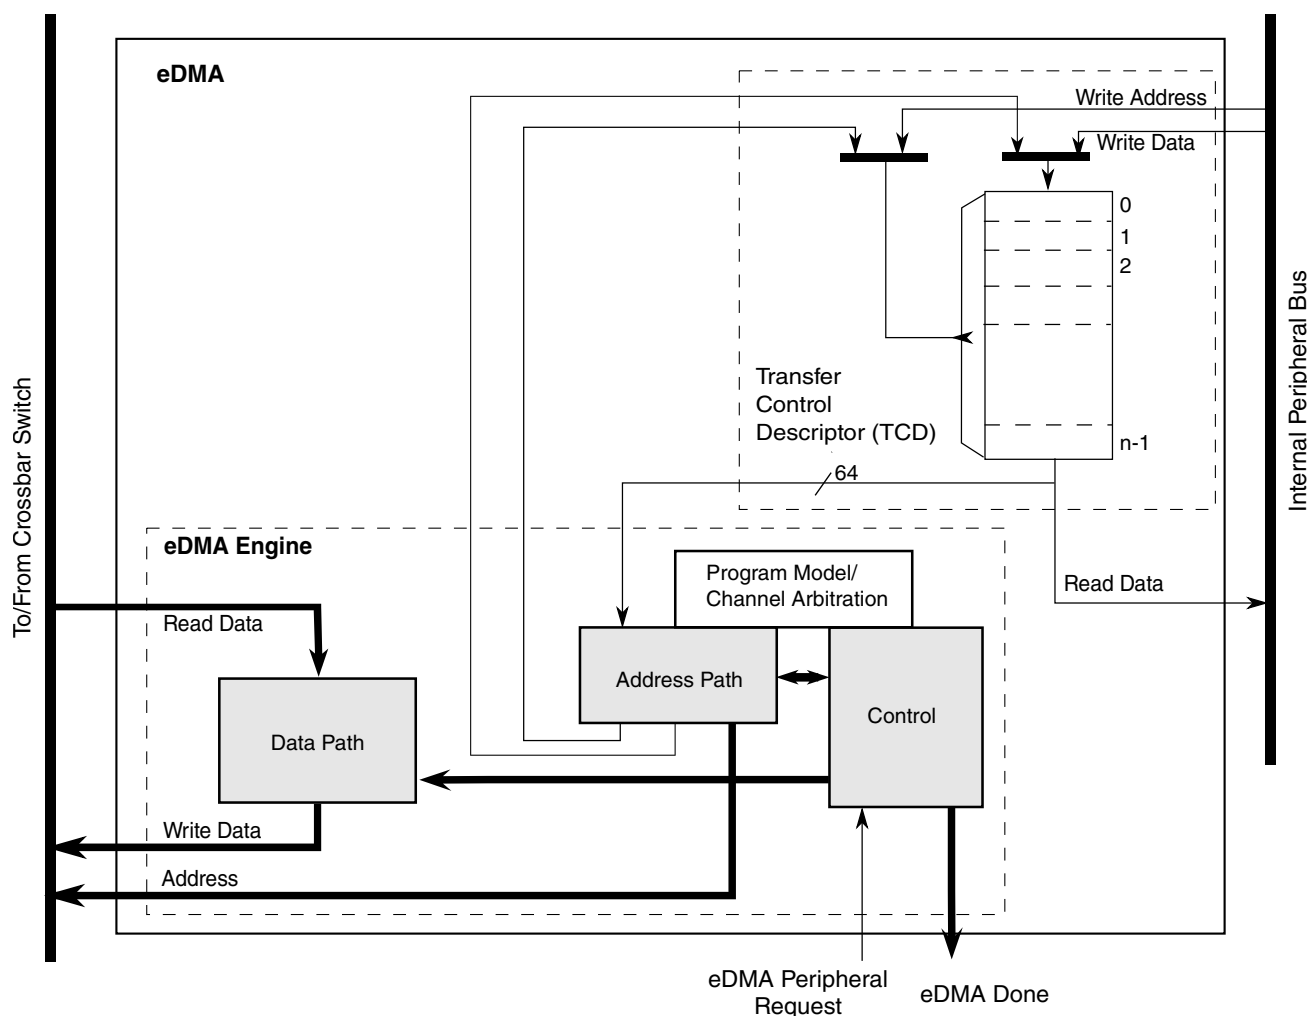 eDMA
Write Address
Write Data
0
1
2
n-1
Transfer
Control
Descriptor (TCD)
64
To/From Crossbar Switch
Internal Peripheral Bus
eDMA Engine
Program Model/
Channel Arbitration
Read Data
Read Data
Address Path
Control
Data Path
Write Data
Address
eDMA Peripheral
Request
eDMA Done